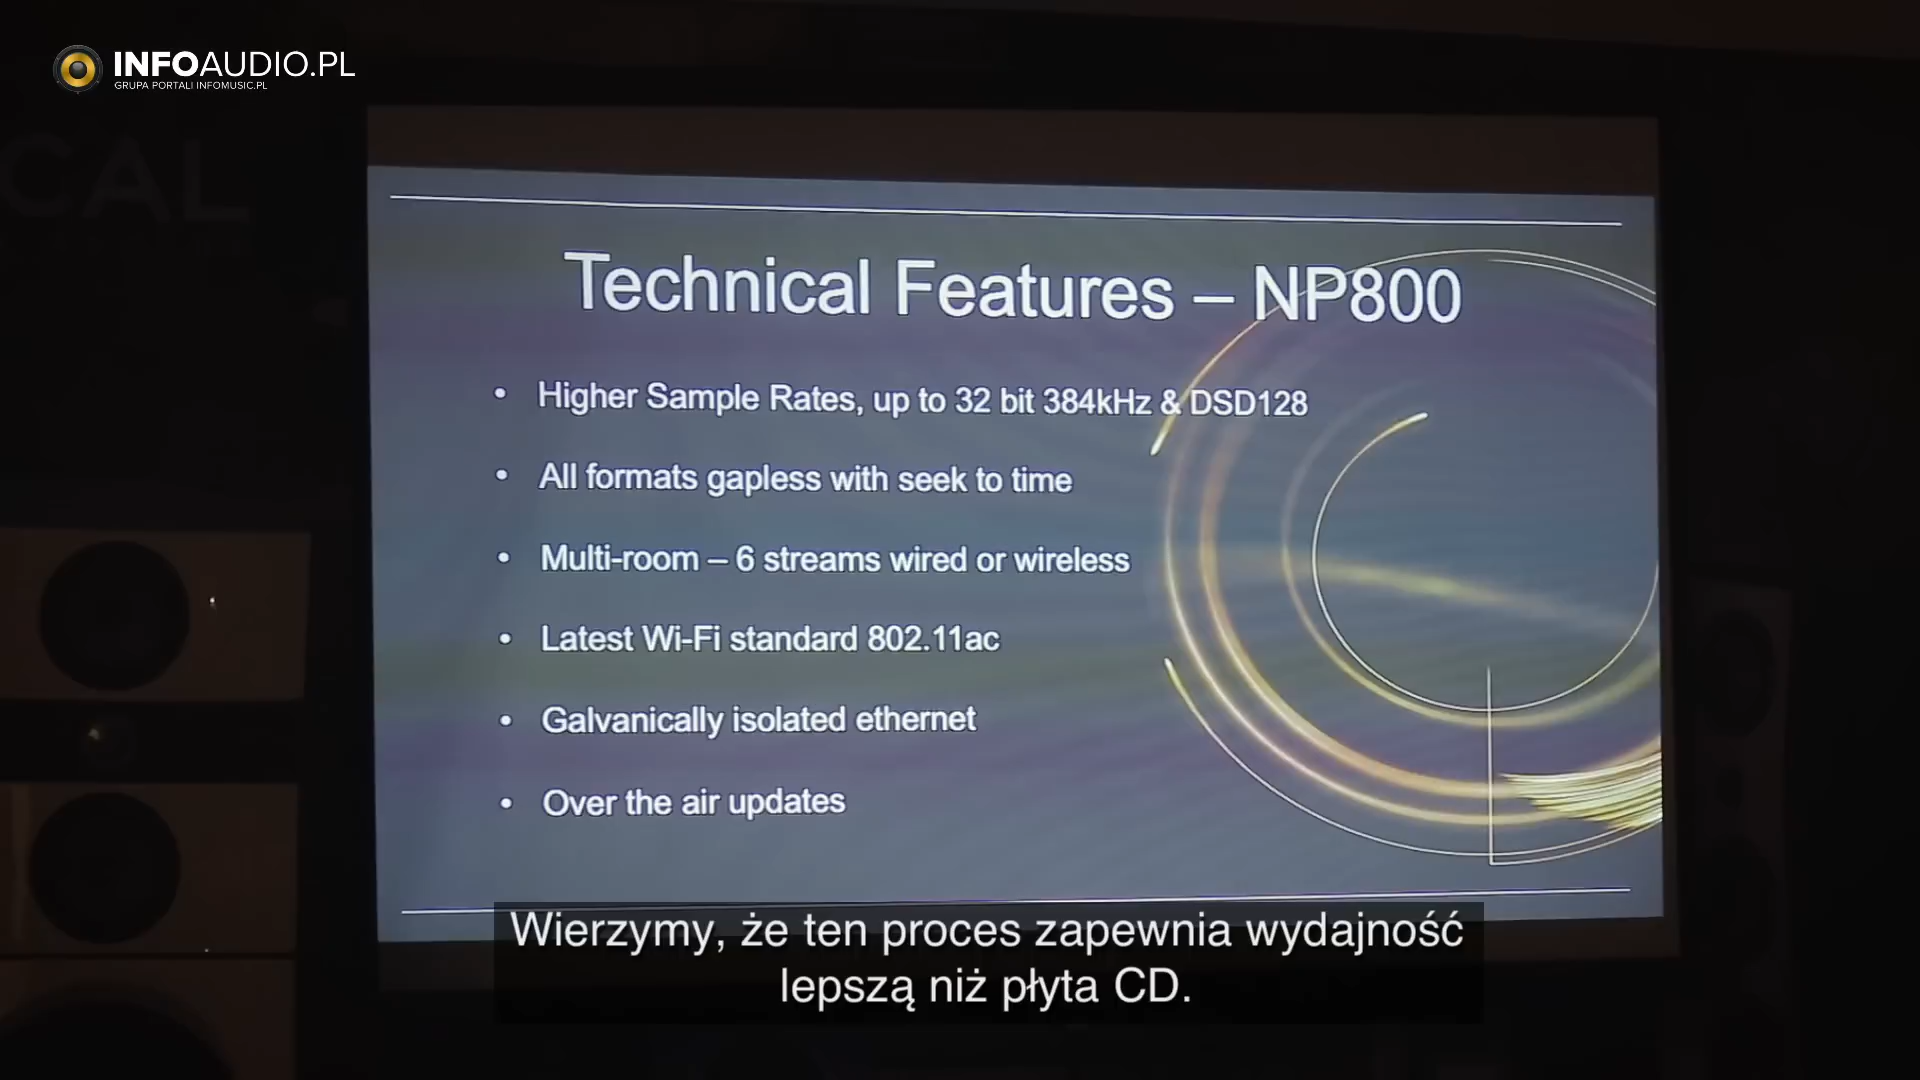 INFOAUDIO.PL
GRUPA PORTALI INFOMUSIC.PL
CAL
Technical Features – NP800
• Higher Sample Rates, up to 32 bit 384kHz & DSD128
• All formats gapless with seek to time
• Multi-room – 6 streams wired or wireless
• Latest Wi-Fi standard 802.11ac
• Galvanically isolated ethernet
• Over the air updates
Wierzymy, że ten proces zapewnia wydajność
lepszą niż płyta CD.